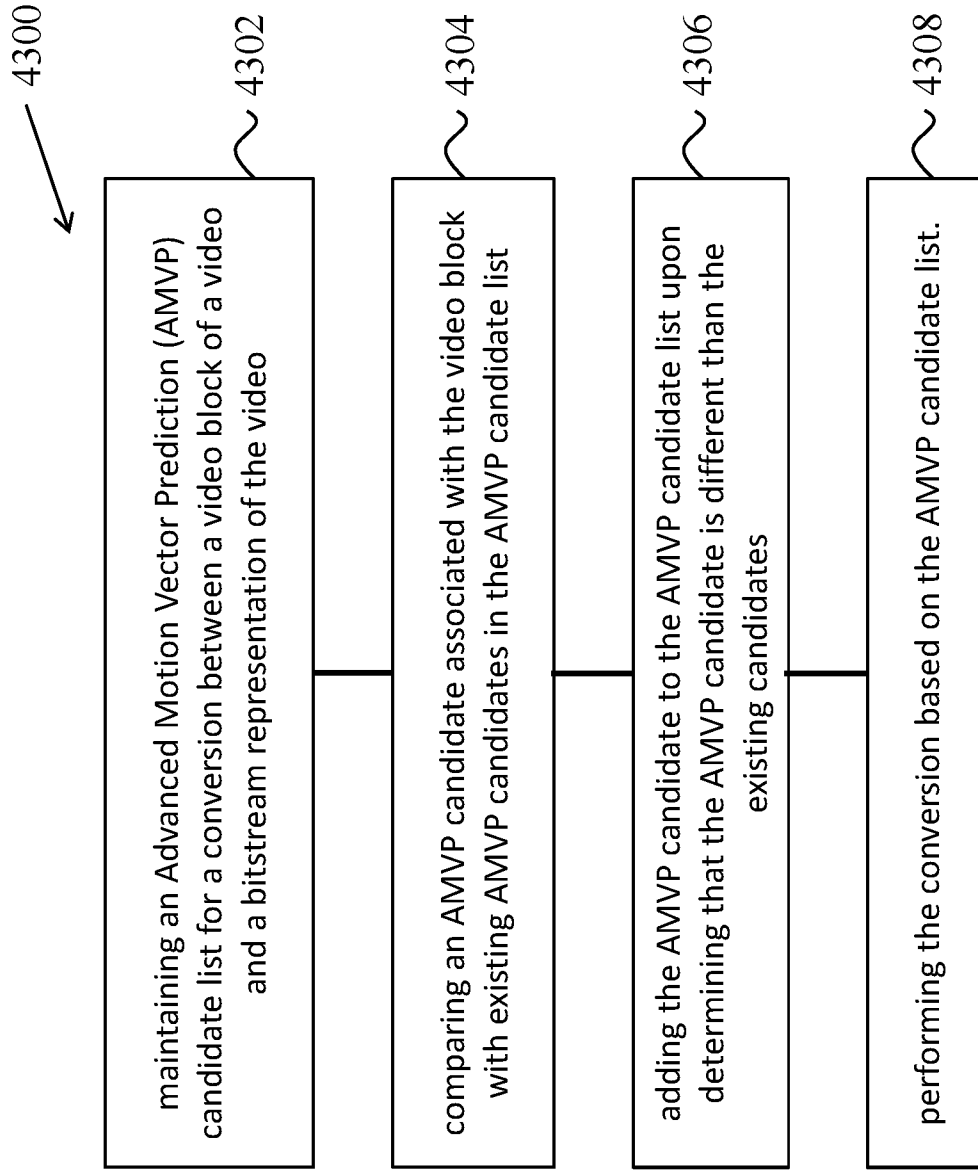 4300
maintaining an Advanced Motion Vector Prediction (AMVP)
candidate list for a conversion between a video block of a video
and a bitstream representation of the video
4302
comparing an AMVP candidate associated with the video block
with existing AMVP candidates in the AMVP candidate list
4304
adding the AMVP candidate to the AMVP candidate list upon
determining that the AMVP candidate is different than the
existing candidates
4306
performing the conversion based on the AMVP candidate list.
4308